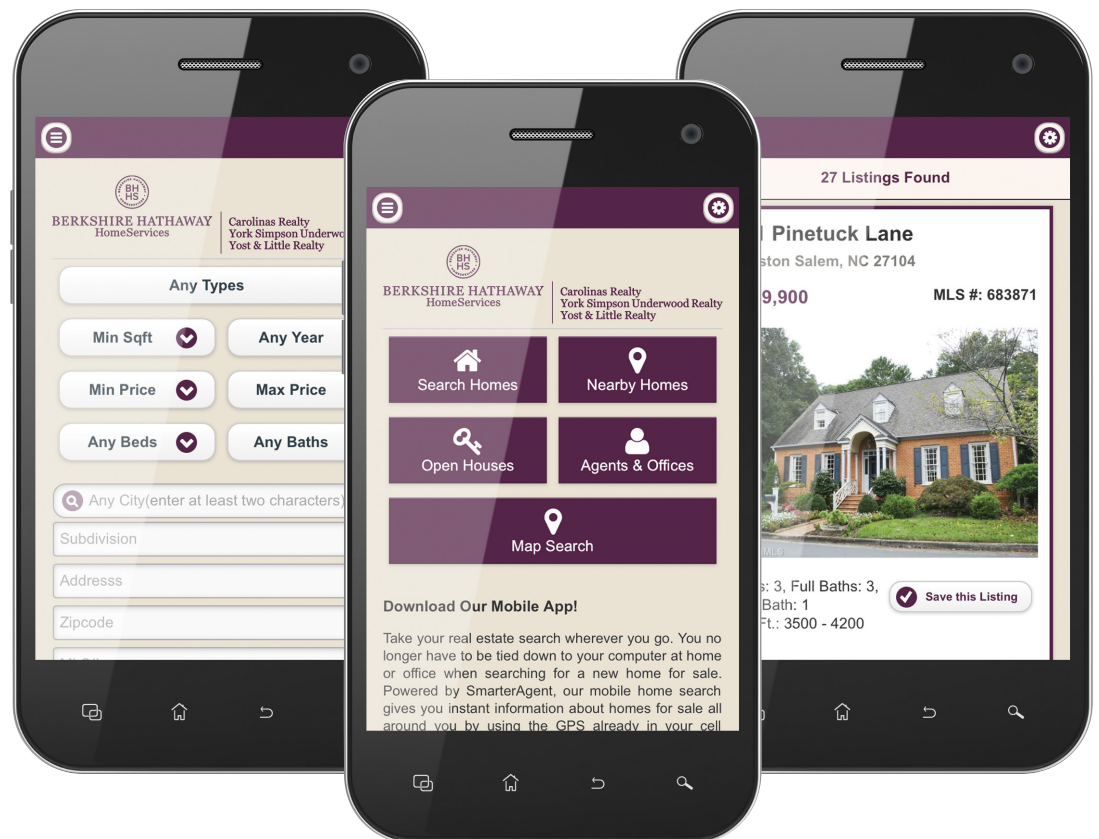 BH
HS
BERKSHIRE HATHAWAY
HomeServices
Carolinas Realty
York Simpson Underwo
Yost & Little Realty
Any Types
Min Sqft
Any Year
Min Price
Max Price
Any Beds
Any Baths
Any City(enter at least two characters)
Subdivision
Addresss
Zipcode
BH
HS
BERKSHIRE HATHAWAY
HomeServices
Carolinas Realty
York Simpson Underwood Realty
Yost & Little Realty
Search Homes
Nearby Homes
Open Houses
Agents & Offices
Map Search
Download Our Mobile App!
Take your real estate search wherever you go. You no
longer have to be tied down to your computer at home
or office when searching for a new home for sale.
Powered by SmarterAgent, our mobile home search
gives you instant information about homes for sale all
around you by using the GPS already in your cell
27 Listings Found
Pinetuck Lane
ston Salem, NC 27104
9,900
MLS #: 683871
MLS
s: 3, Full Baths: 3,
Bath: 1
Ft.: 3500 - 4200
Save this Listing